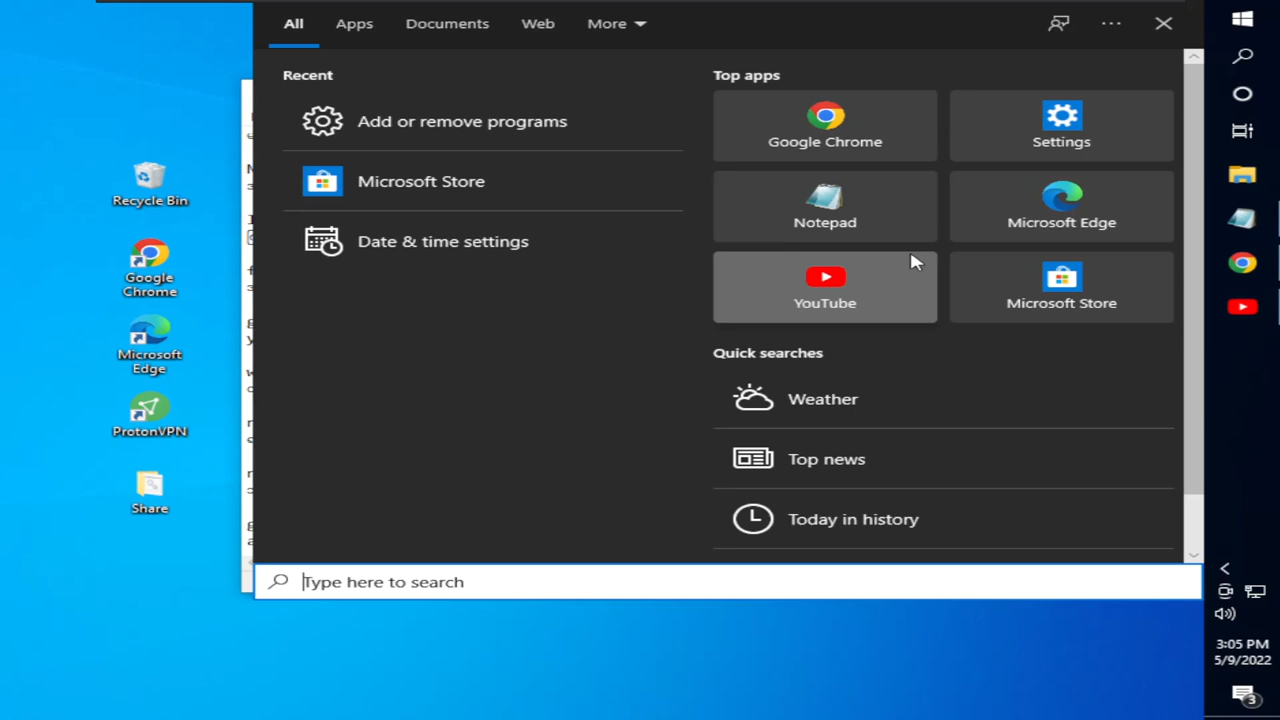 All Apps Documents Web More
Recent
Add or remove programs
Microsoft Store
Date & time settings
Top apps
Google Chrome
Settings
Notepad
Microsoft Edge
YouTube
Microsoft Store
Quick searches
Weather
Top news
Today in history
Type here to search
Recycle Bin
Google
Chrome
Microsoft
Edge
ProtonVPN
Share
3:05 PM
5/9/2022
3